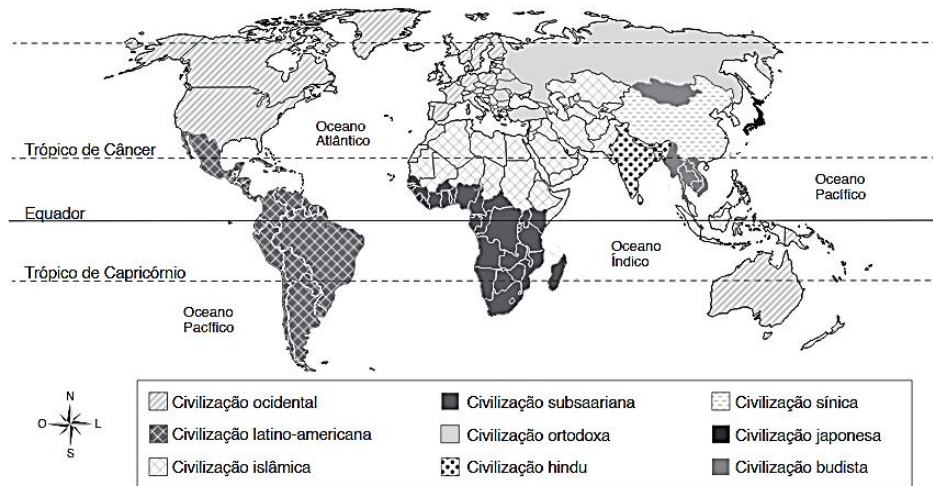 Oceano
Atlântico
Trópico de Câncer
Oceano
Pacífico
Equador
Oceano
Índico
Trópico de Capricórnio
Oceano
Pacífico
N
O
L
S
Civilização ocidental
Civilização subsaariana
Civilização sínica
Civilização latino-americana
Civilização ortodoxa
Civilização japonesa
Civilização islâmica
Civilização hindu
Civilização budista